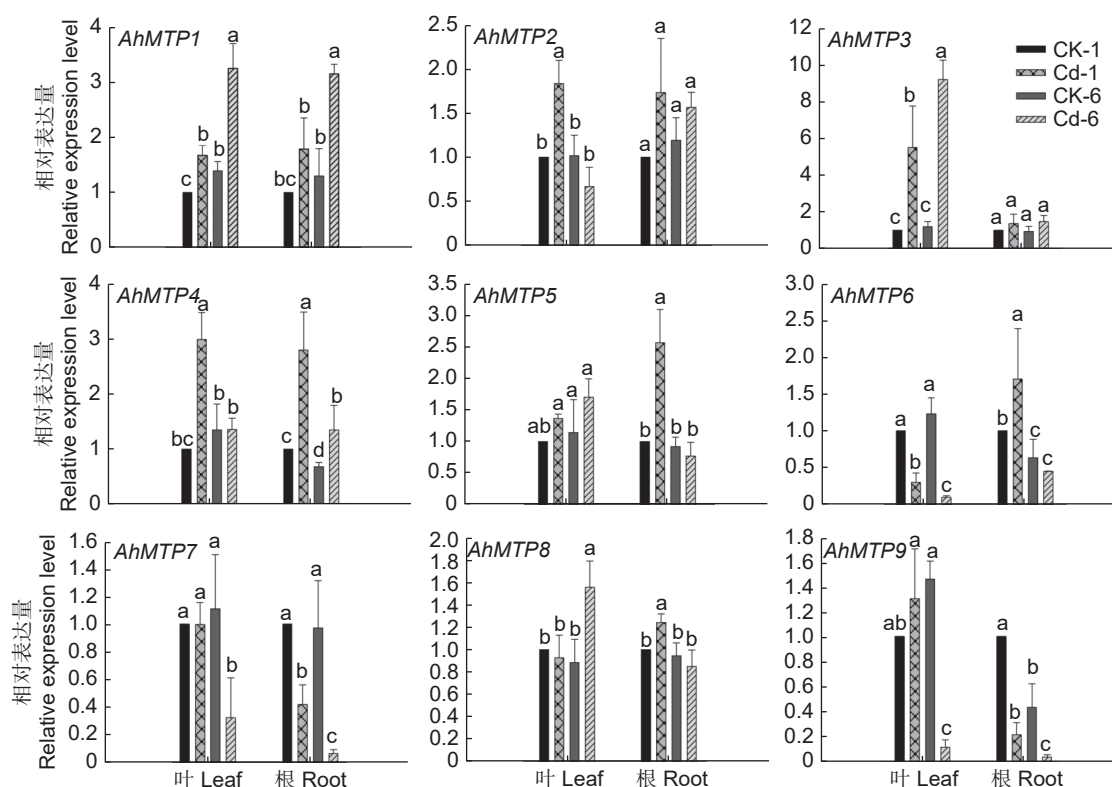 AhMTP1
4
3
2
1
0
相对表达量
Relative expression level
c
b
b
a
bc
b
b
a
AhMTP2
2.5
2.0
1.5
1.0
0.5
0
b
a
b
b
a
a
a
a
AhMTP3
12
10
8
6
4
2
0
c
b
c
a
a
a
a
a
CK-1
Cd-1
CK-6
Cd-6
AhMTP4
4
3
2
1
0
相对表达量
Relative expression level
bc
a
b
b
c
a
d
b
AhMTP5
3.5
3.0
2.5
2.0
1.5
1.0
0.5
0
ab
a
a
a
b
a
b
b
AhMTP6
3.0
2.5
2.0
1.5
1.0
0.5
0
a
b
a
c
b
a
c
c
AhMTP7
1.6
1.2
1.0
0.8
0.4
0.2
0
相对表达量
Relative expression level
a
a
a
b
a
b
a
c
叶 Leaf
根 Root
AhMTP8
2.0
1.8
1.6
1.4
1.2
1.0
0.8
0.6
0.4
0.2
0
b
b
b
a
b
a
b
b
叶 Leaf
根 Root
AhMTP9
1.8
1.6
1.4
1.2
1.0
0.8
0.6
0.4
0.2
0
ab
a
a
c
a
b
b
c
叶 Leaf
根 Root